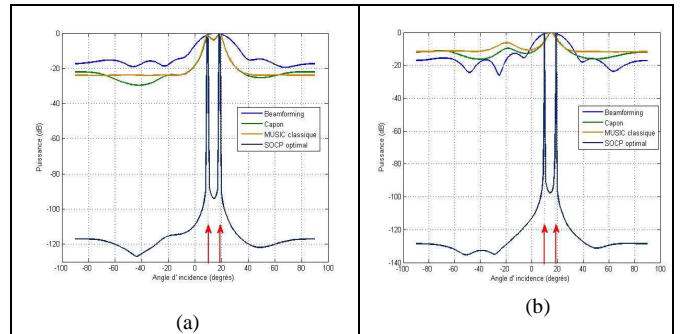 0
-20
-40
-60
-80
-100
-120
Puissance (dB)
Beamforming
Capon
MUSIC classique
SOCP optimal
-100 -80 -60 -40 -20 0 20 40 60 80 100
Angle d' incidence (degrés)
(a)
0
-20
-40
-60
-80
-100
-120
-140
Puissance (dB)
Beamforming
Capon
MUSIC classique
SOCP optimal
-100 -80 -60 -40 -20 0 20 40 60 80 100
Angle d' incidence (degrés)
(b)